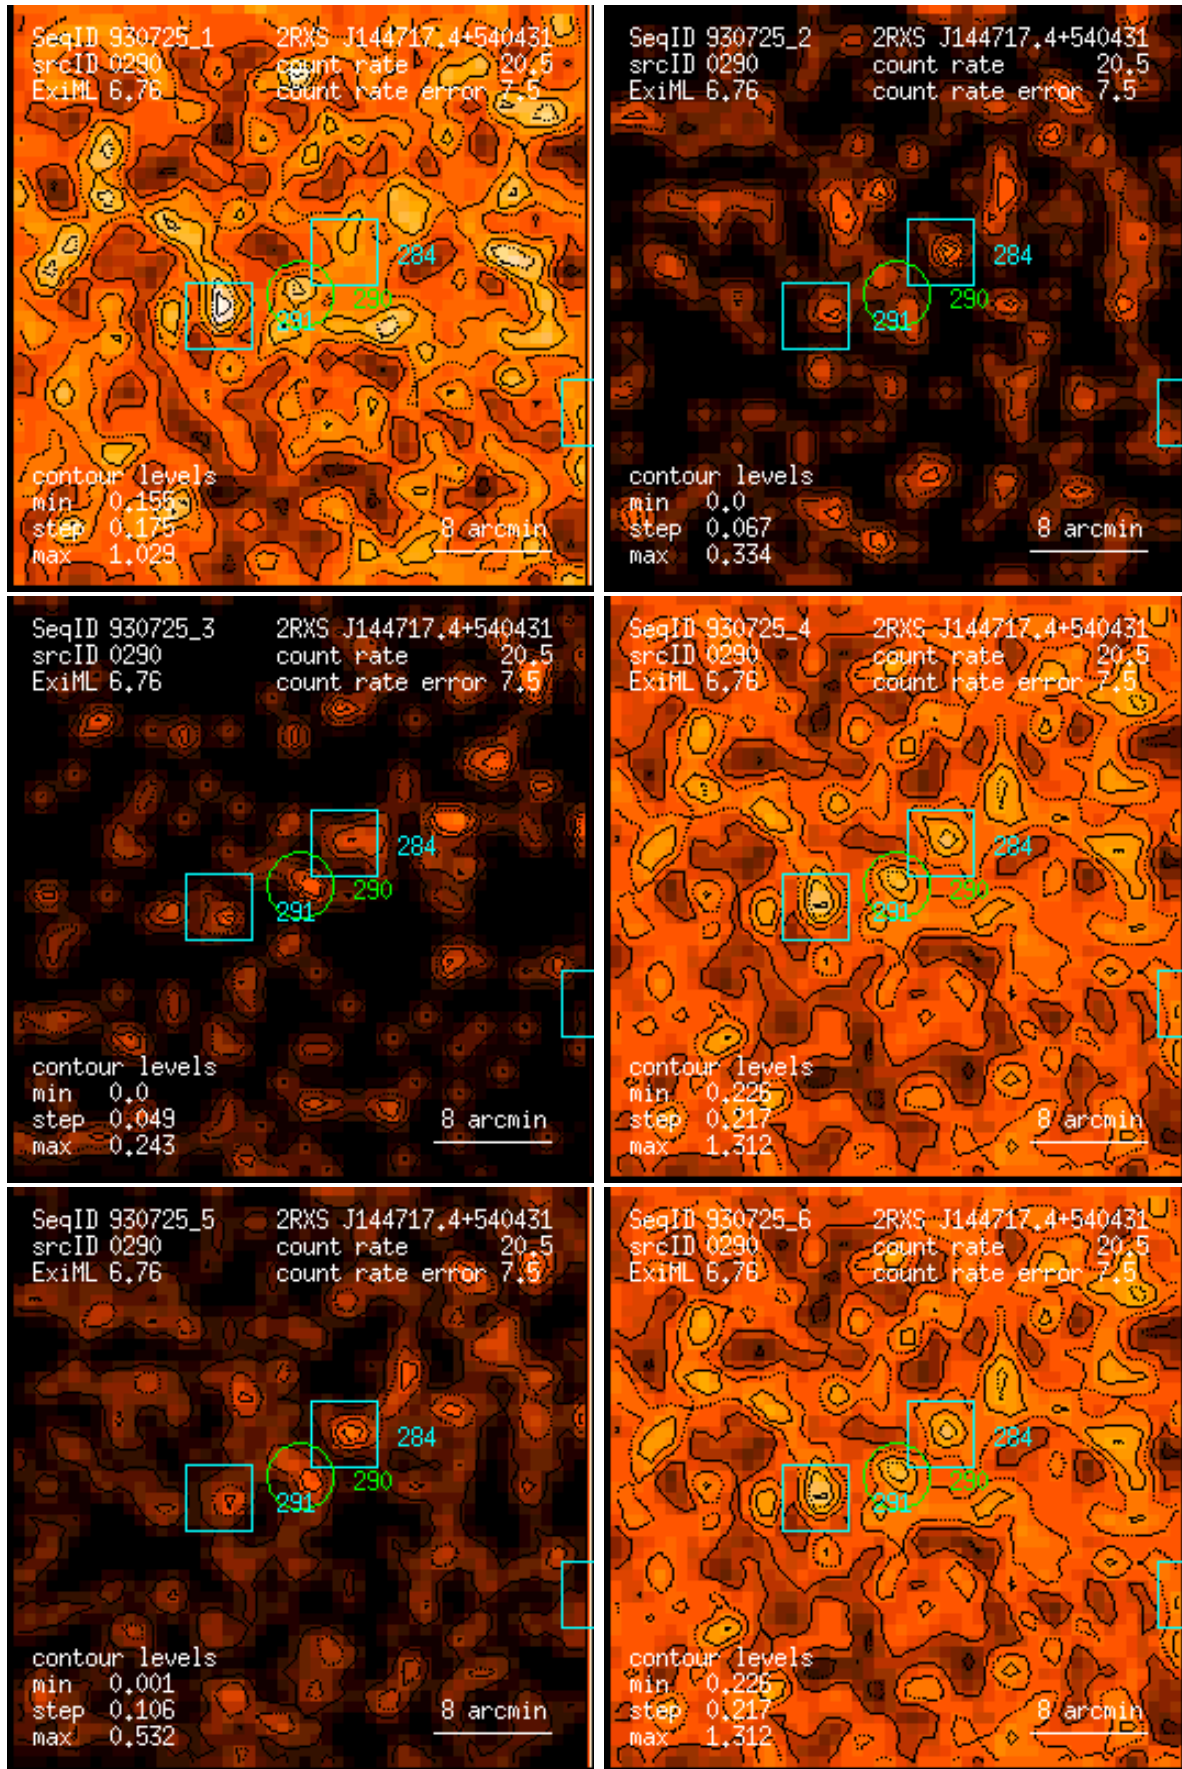 SeqID 930725_1 2RXS J144717.4+540431
srcID 0290 count rate 20.5
ExiML 6.76 count rate error 7.5
284
290
291
contour levels
min 0.155
step 0.175
max 1.029
8 arcmin
SeqID 930725_2 2RXS J144717.4+540431
srcID 0290 count rate 20.5
ExiML 6.76 count rate error 7.5
284
290
291
contour levels
min 0.0
step 0.067
max 0.334
8 arcmin
SeqID 930725_3 2RXS J144717.4+540431
srcID 0290 count rate 20.5
ExiML 6.76 count rate error 7.5
284
290
291
contour levels
min 0.0
step 0.049
max 0.243
8 arcmin
SeqID 930725_4 2RXS J144717.4+540431
srcID 0290 count rate 20.5
ExiML 6.76 count rate error 7.5
284
290
291
contour levels
min 0.226
step 0.217
max 1.312
8 arcmin
SeqID 930725_5 2RXS J144717.4+540431
srcID 0290 count rate 20.5
ExiML 6.76 count rate error 7.5
284
290
291
contour levels
min 0.001
step 0.106
max 0.532
8 arcmin
SeqID 930725_6 2RXS J144717.4+540431
srcID 0290 count rate 20.5
ExiML 6.76 count rate error 7.5
284
290
291
contour levels
min 0.226
step 0.217
max 1.312
8 arcmin